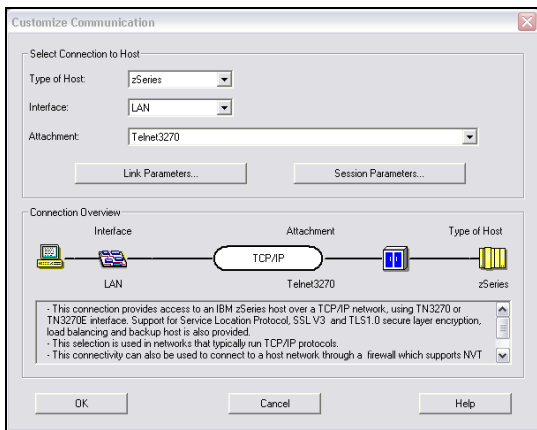 Customize Communication
Select Connection to Host
Type of Host: zSeries
Interface: LAN
Attachment: Telnet3270
Link Parameters... Session Parameters...
Connection Overview
Interface Attachment Type of Host
TCP/IP
LAN Telnet3270 zSeries
- This connection provides access to an IBM zSeries host over a TCP/IP network, using TN3270 or
TN3270E interface. Support for Service Location Protocol, SSL V3 and TLS1.0 secure layer encryption,
load balancing and backup host is also provided.
- This selection is used in networks that typically run TCP/IP protocols.
- This connectivity can also be used to connect to a host network through a firewall which supports NVT
OK Cancel Help